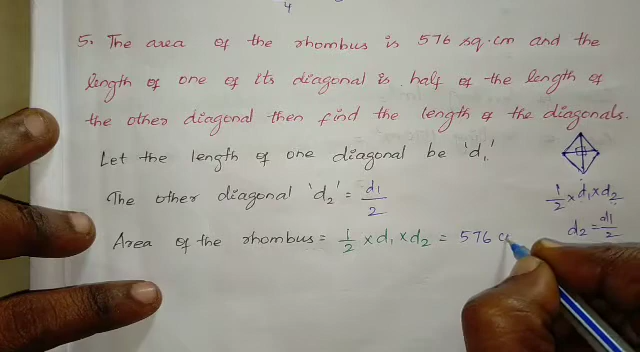 4
5. The area of the rhombus is 576 sq.cm and the
length of one of its diagonal is half of the length of
the other diagonal then find the length of the diagonals.
Let the length of one diagonal be 'd₁'
The other diagonal 'd₂' = d₁/2
1/2 × d₁ × d₂
d₂ = d₁/2
Area of the rhombus = 1/2 × d₁ × d₂ = 576 c